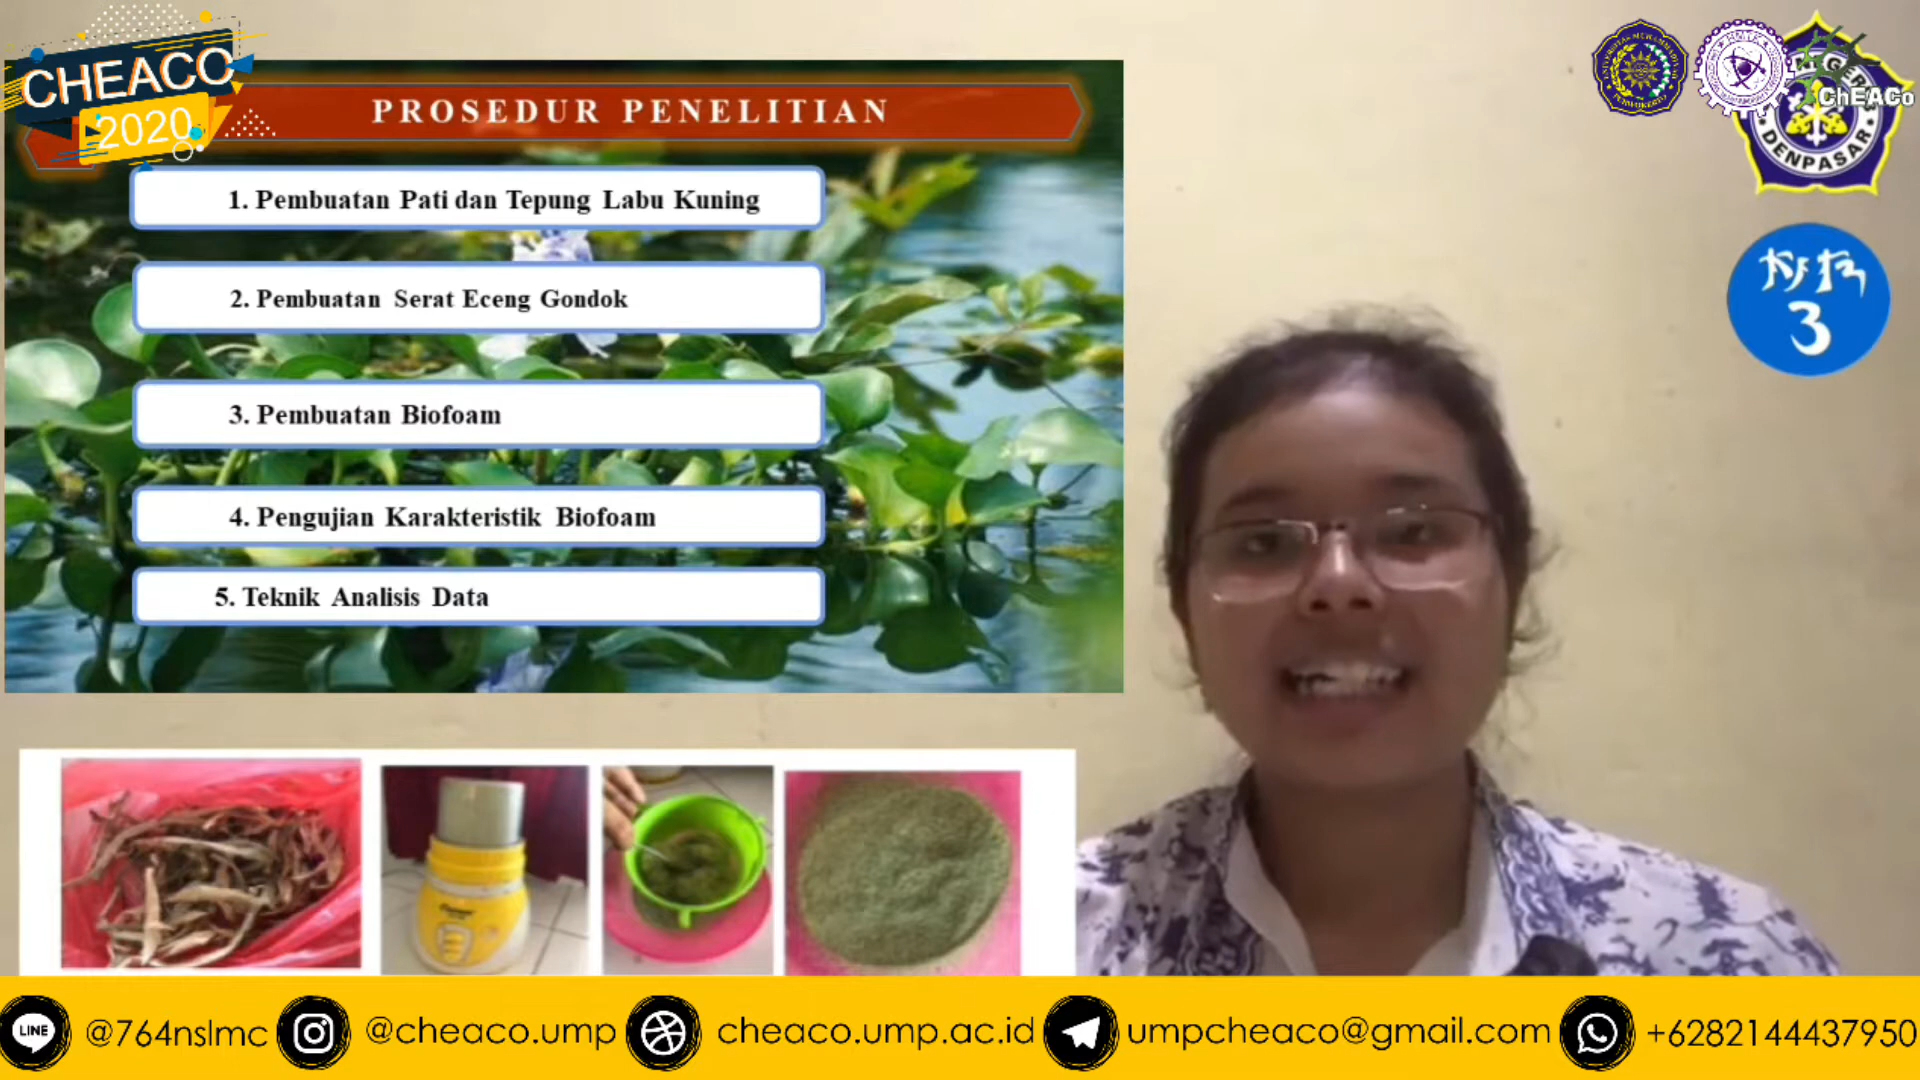 CHEACO
2020
PROSEDUR PENELITIAN
1. Pembuatan Pati dan Tepung Labu Kuning
2. Pembuatan Serat Eceng Gondok
3. Pembuatan Biofoam
4. Pengujian Karakteristik Biofoam
5. Teknik Analisis Data
ChEACo
DENPASAR
3
LINE
@764nslmc
@cheaco.ump
cheaco.ump.ac.id
umpcheaco@gmail.com
+6282144437950